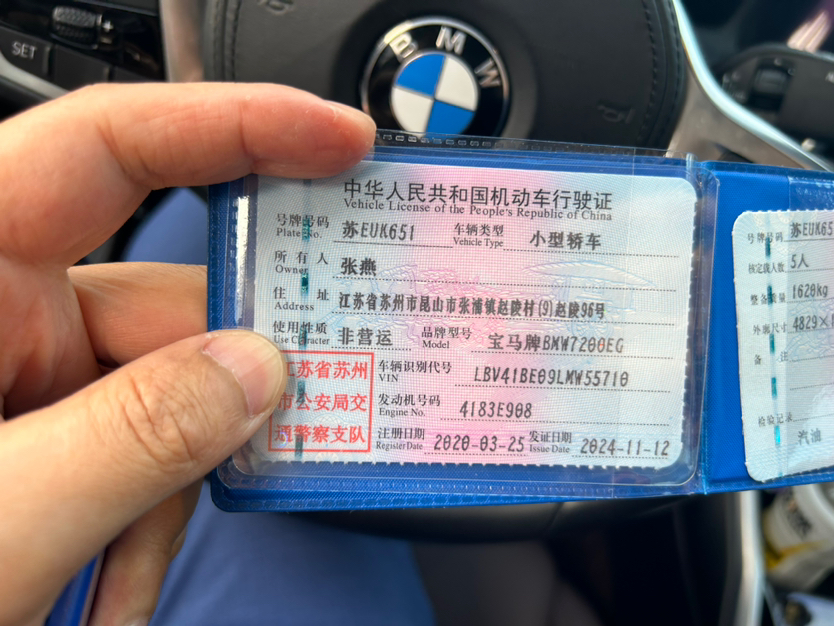 SET
BMW
中华人民共和国机动车行驶证
Vehicle License of the People's Republic of China
号牌号码 苏EUK651 车辆类型 小型轿车
Plate No. Vehicle Type
所有人 张燕
Owner
住址 江苏省苏州市昆山市张浦镇赵陵村(9)赵陵96号
Address
使用性质 非营运 品牌型号 宝马牌BMW7200EG
Use Character Model
江苏省苏州
市公安局交
通警察支队
车辆识别代号 LBV41BE09LMW55710
VIN
发动机号码 4183E908
Engine No.
注册日期 2020-03-25 发证日期 2024-11-12
Register Date Issue Date
号牌号码 苏EUK65
核定载人数 5人
整备质量 1620kg
外廓尺寸 4829×
备注
检验记录
汽油